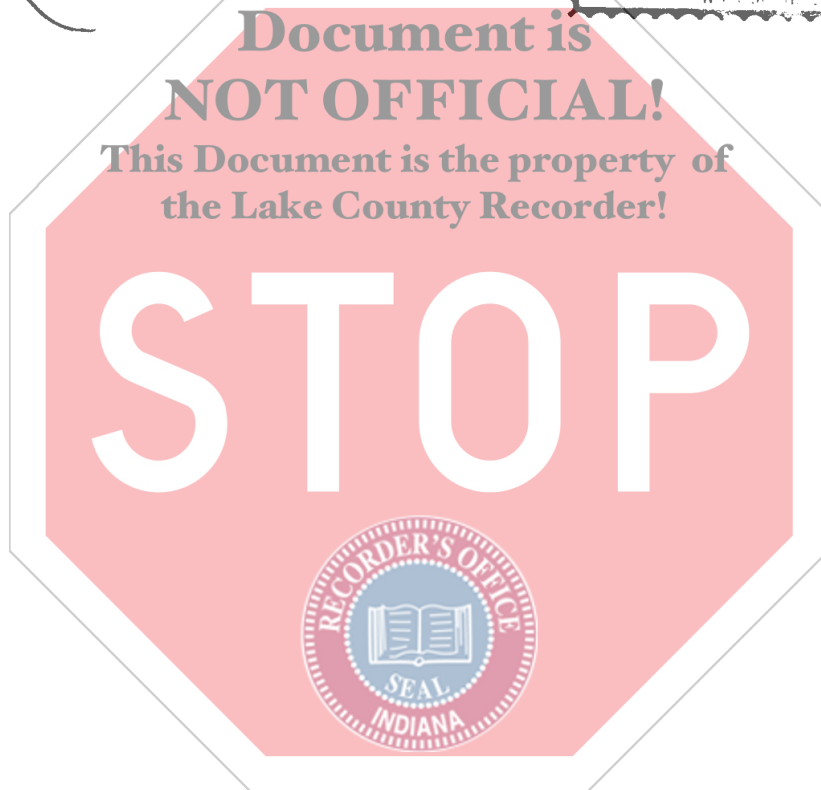 Document is
NOT OFFICIAL!
This Document is the property of
the Lake County Recorder!
STOP
RECORDER'S OFFICE
SEAL
INDIANA